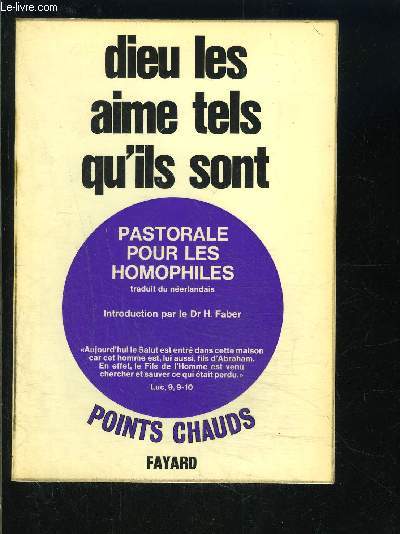 Le-livre.com
dieu les
aime tels
qu'ils sont
PASTORALE
POUR LES
HOMOPHILES
traduit du néerlandais
Introduction par le Dr H. Faber
«Aujourd'hui le Salut est entré dans cette maison
car cet homme est, lui aussi, fils d'Abraham.
En effet, le Fils de l'Homme est venu
chercher et sauver ce qui était perdu.»
Luc, 9, 9-10
POINTS CHAUDS
FAYARD